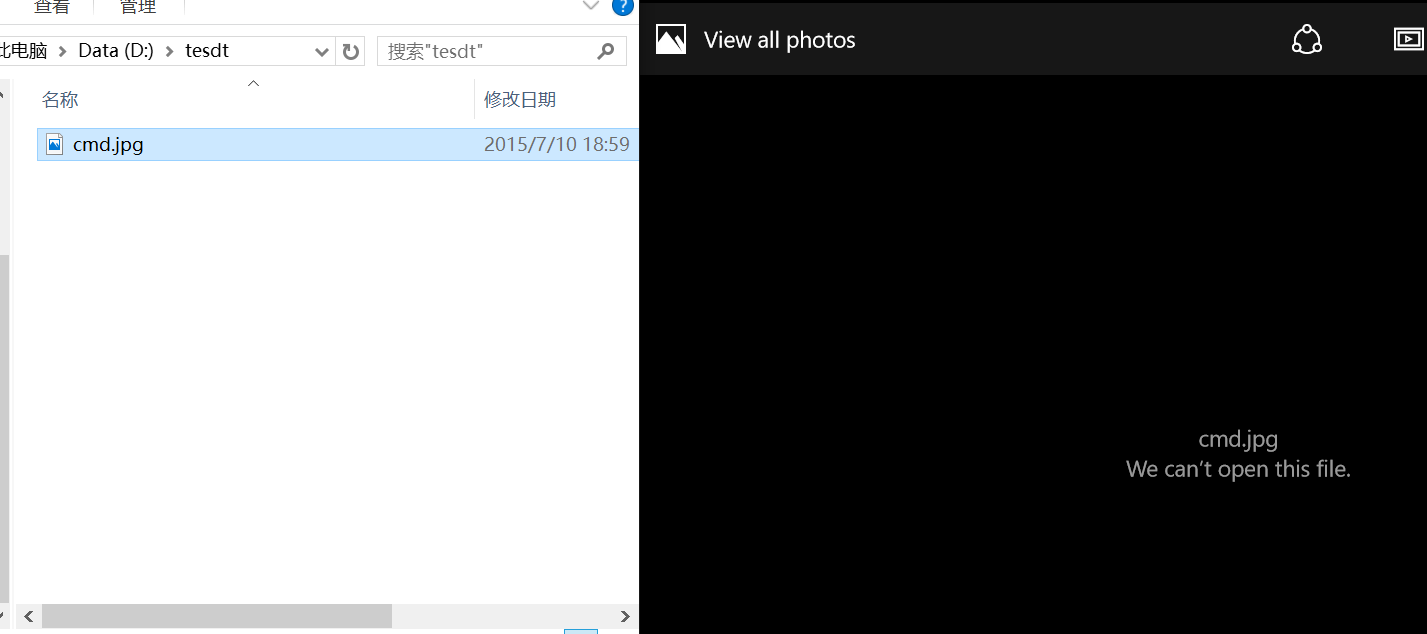 查看 管理
此电脑 > Data (D:) > tesdt
搜索"tesdt"
名称 修改日期
cmd.jpg 2015/7/10 18:59
View all photos
cmd.jpg
We can't open this file.